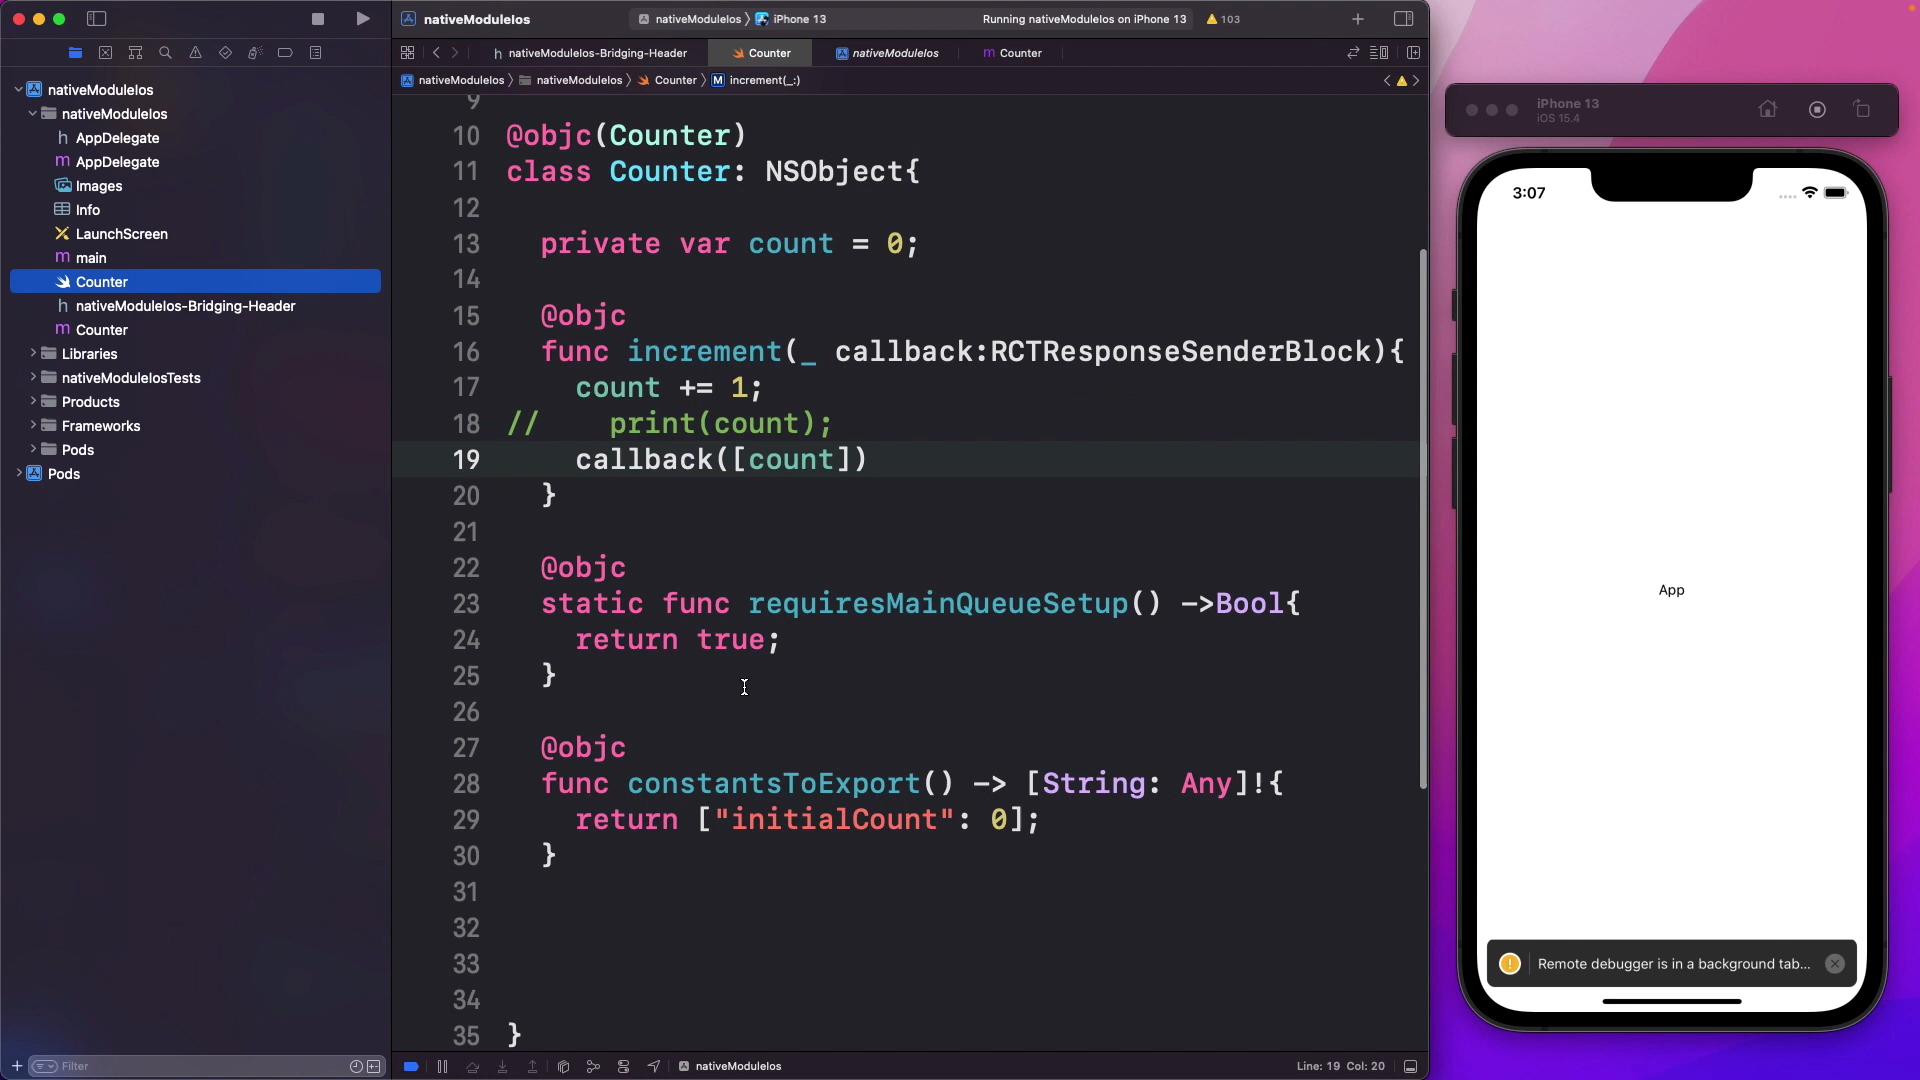 nativeModuleIos
nativeModuleIos 〉 iPhone 13
Running nativeModuleIos on iPhone 13
103
nativeModuleIos-Bridging-Header
Counter
nativeModuleIos
Counter
nativeModuleIos 〉 nativeModuleIos 〉 Counter 〉 M increment(_:)
nativeModuleIos
nativeModuleIos
h AppDelegate
m AppDelegate
Images
Info
LaunchScreen
m main
Counter
h nativeModuleIos-Bridging-Header
m Counter
Libraries
nativeModuleIosTests
Products
Frameworks
Pods
Pods
Filter
9
10 @objc(Counter)
11 class Counter: NSObject{
12
13 private var count = 0;
14
15 @objc
16 func increment(_ callback:RCTResponseSenderBlock){
17 count += 1;
18 // print(count);
19 callback([count])
20 }
21
22 @objc
23 static func requiresMainQueueSetup() ->Bool{
24 return true;
25 }
26
27 @objc
28 func constantsToExport() -> [String: Any]!{
29 return ["initialCount": 0];
30 }
31
32
33
34
35 }
nativeModuleIos
Line: 19 Col: 20
iPhone 13
iOS 15.4
3:07
App
Remote debugger is in a background tab...